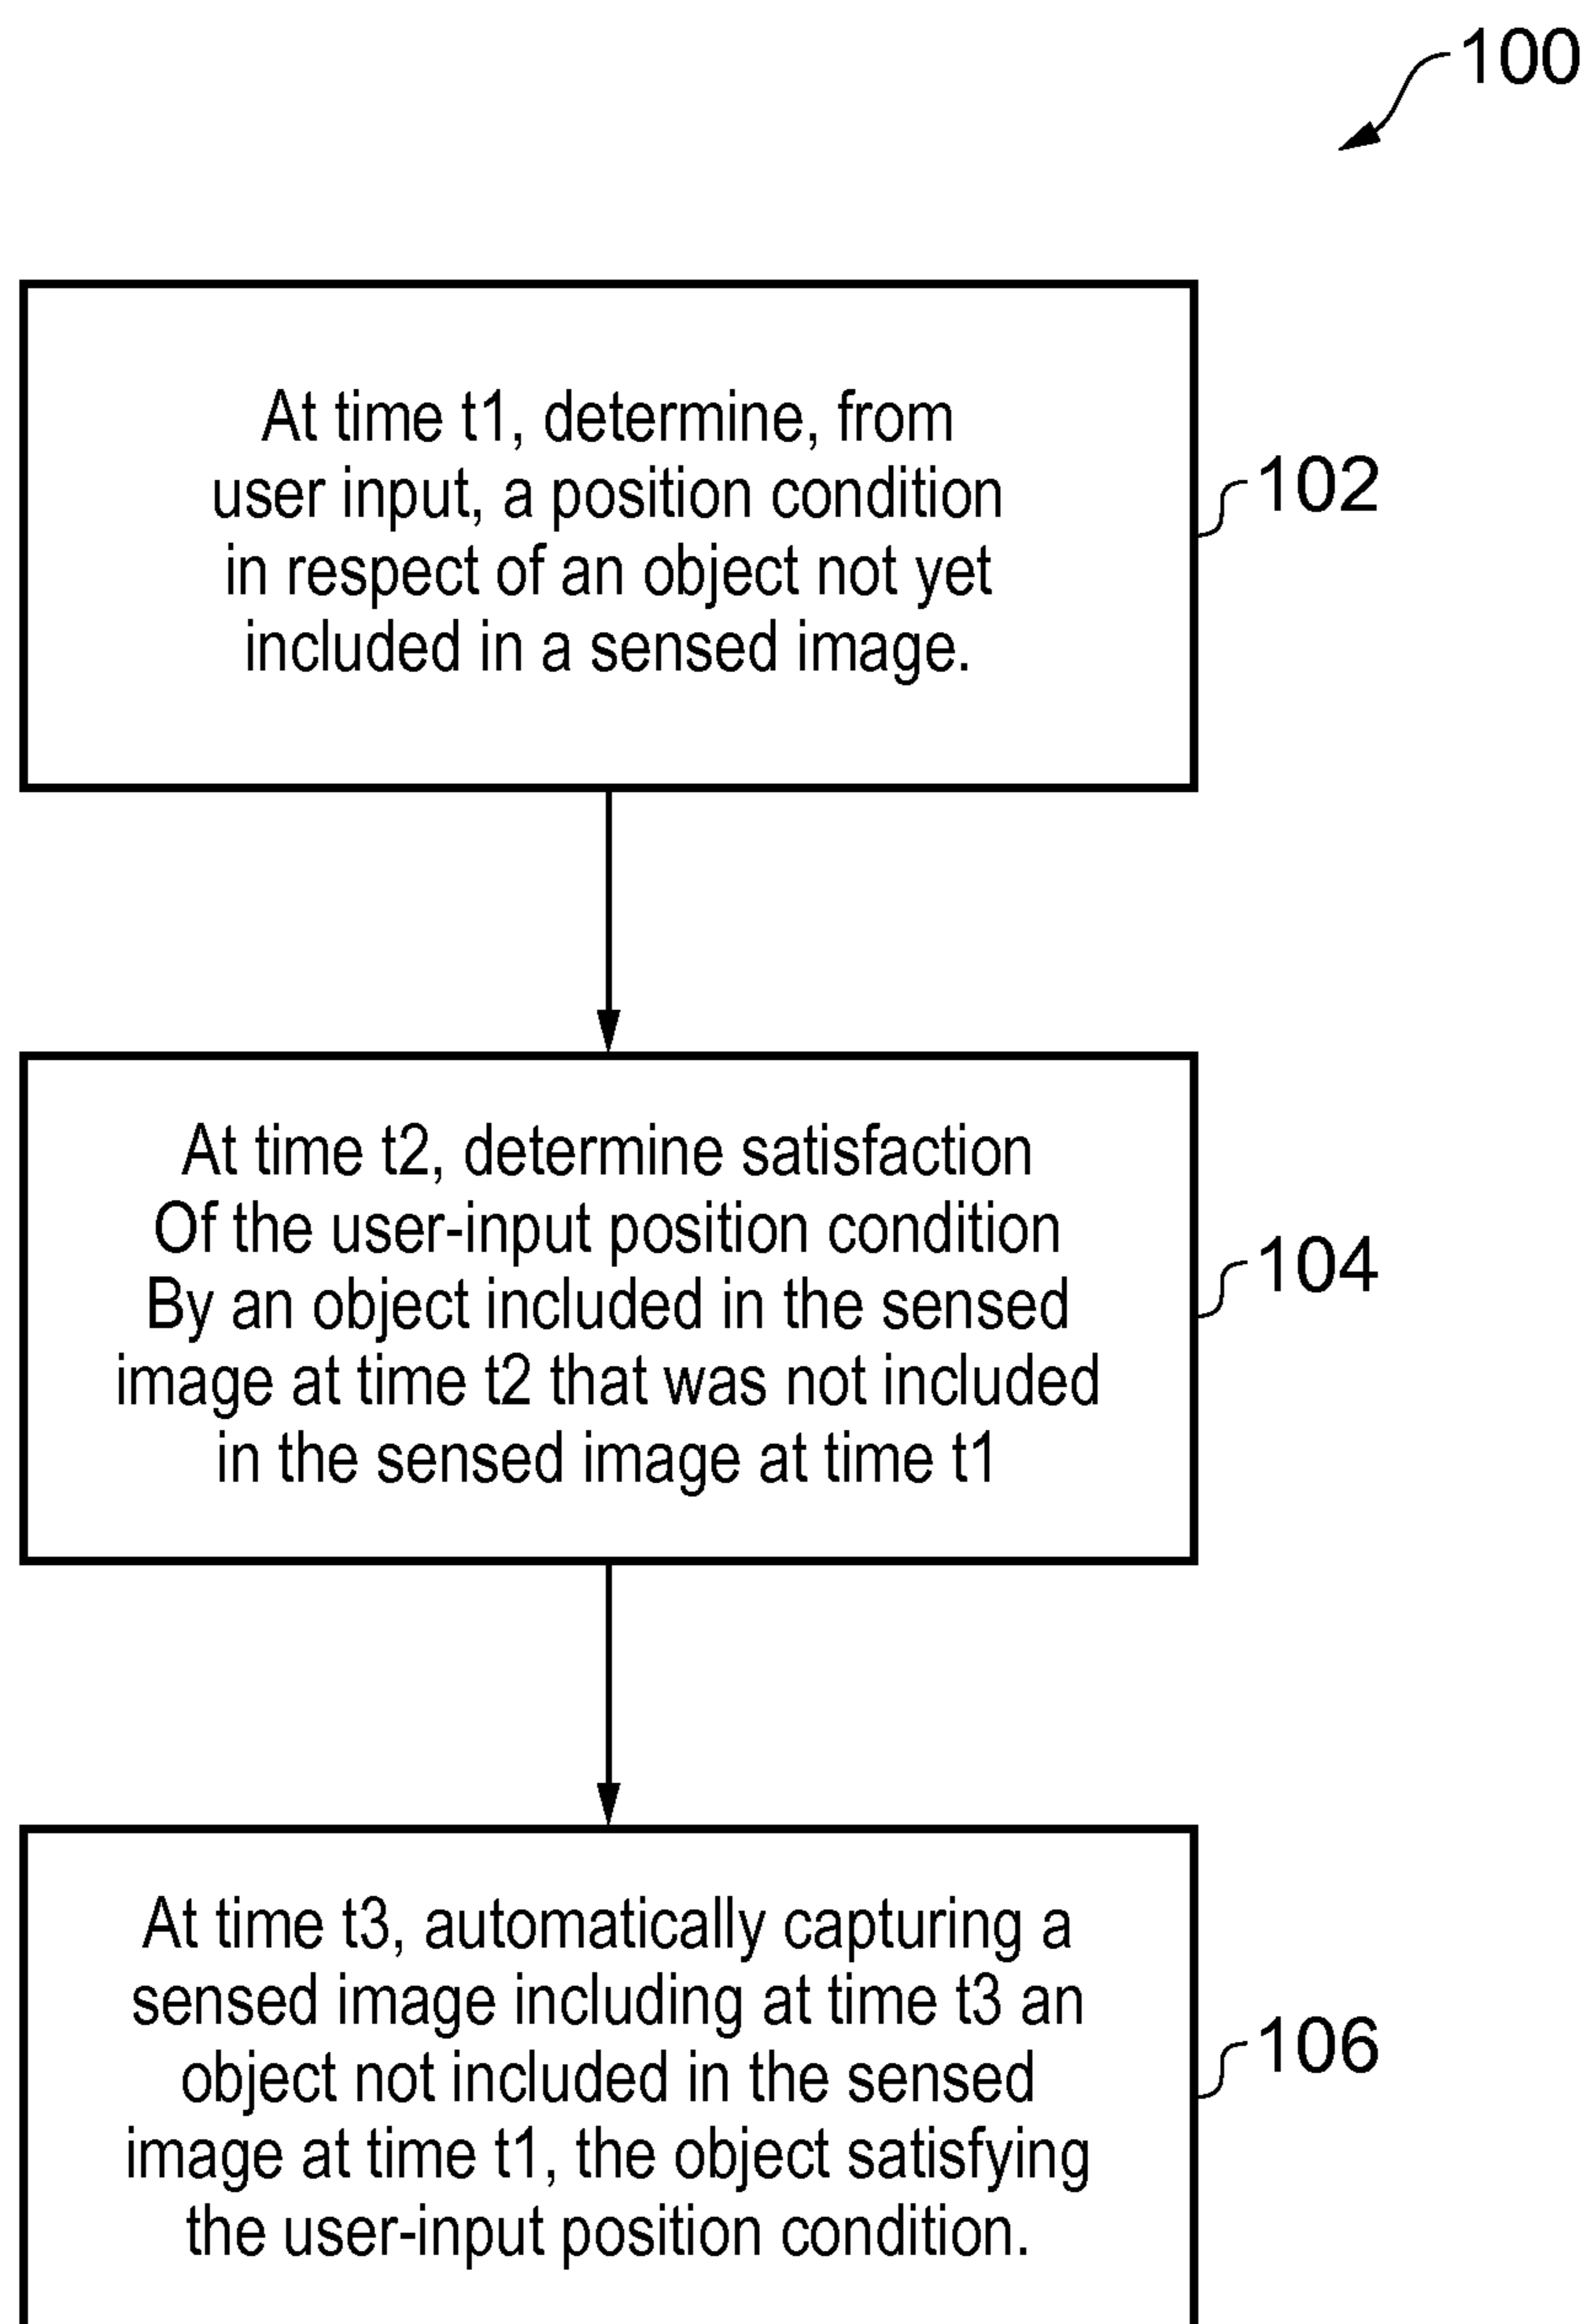 100
At time t1, determine, from
user input, a position condition
in respect of an object not yet
included in a sensed image.
102
At time t2, determine satisfaction
Of the user-input position condition
By an object included in the sensed
image at time t2 that was not included
in the sensed image at time t1
104
At time t3, automatically capturing a
sensed image including at time t3 an
object not included in the sensed
image at time t1, the object satisfying
the user-input position condition.
106